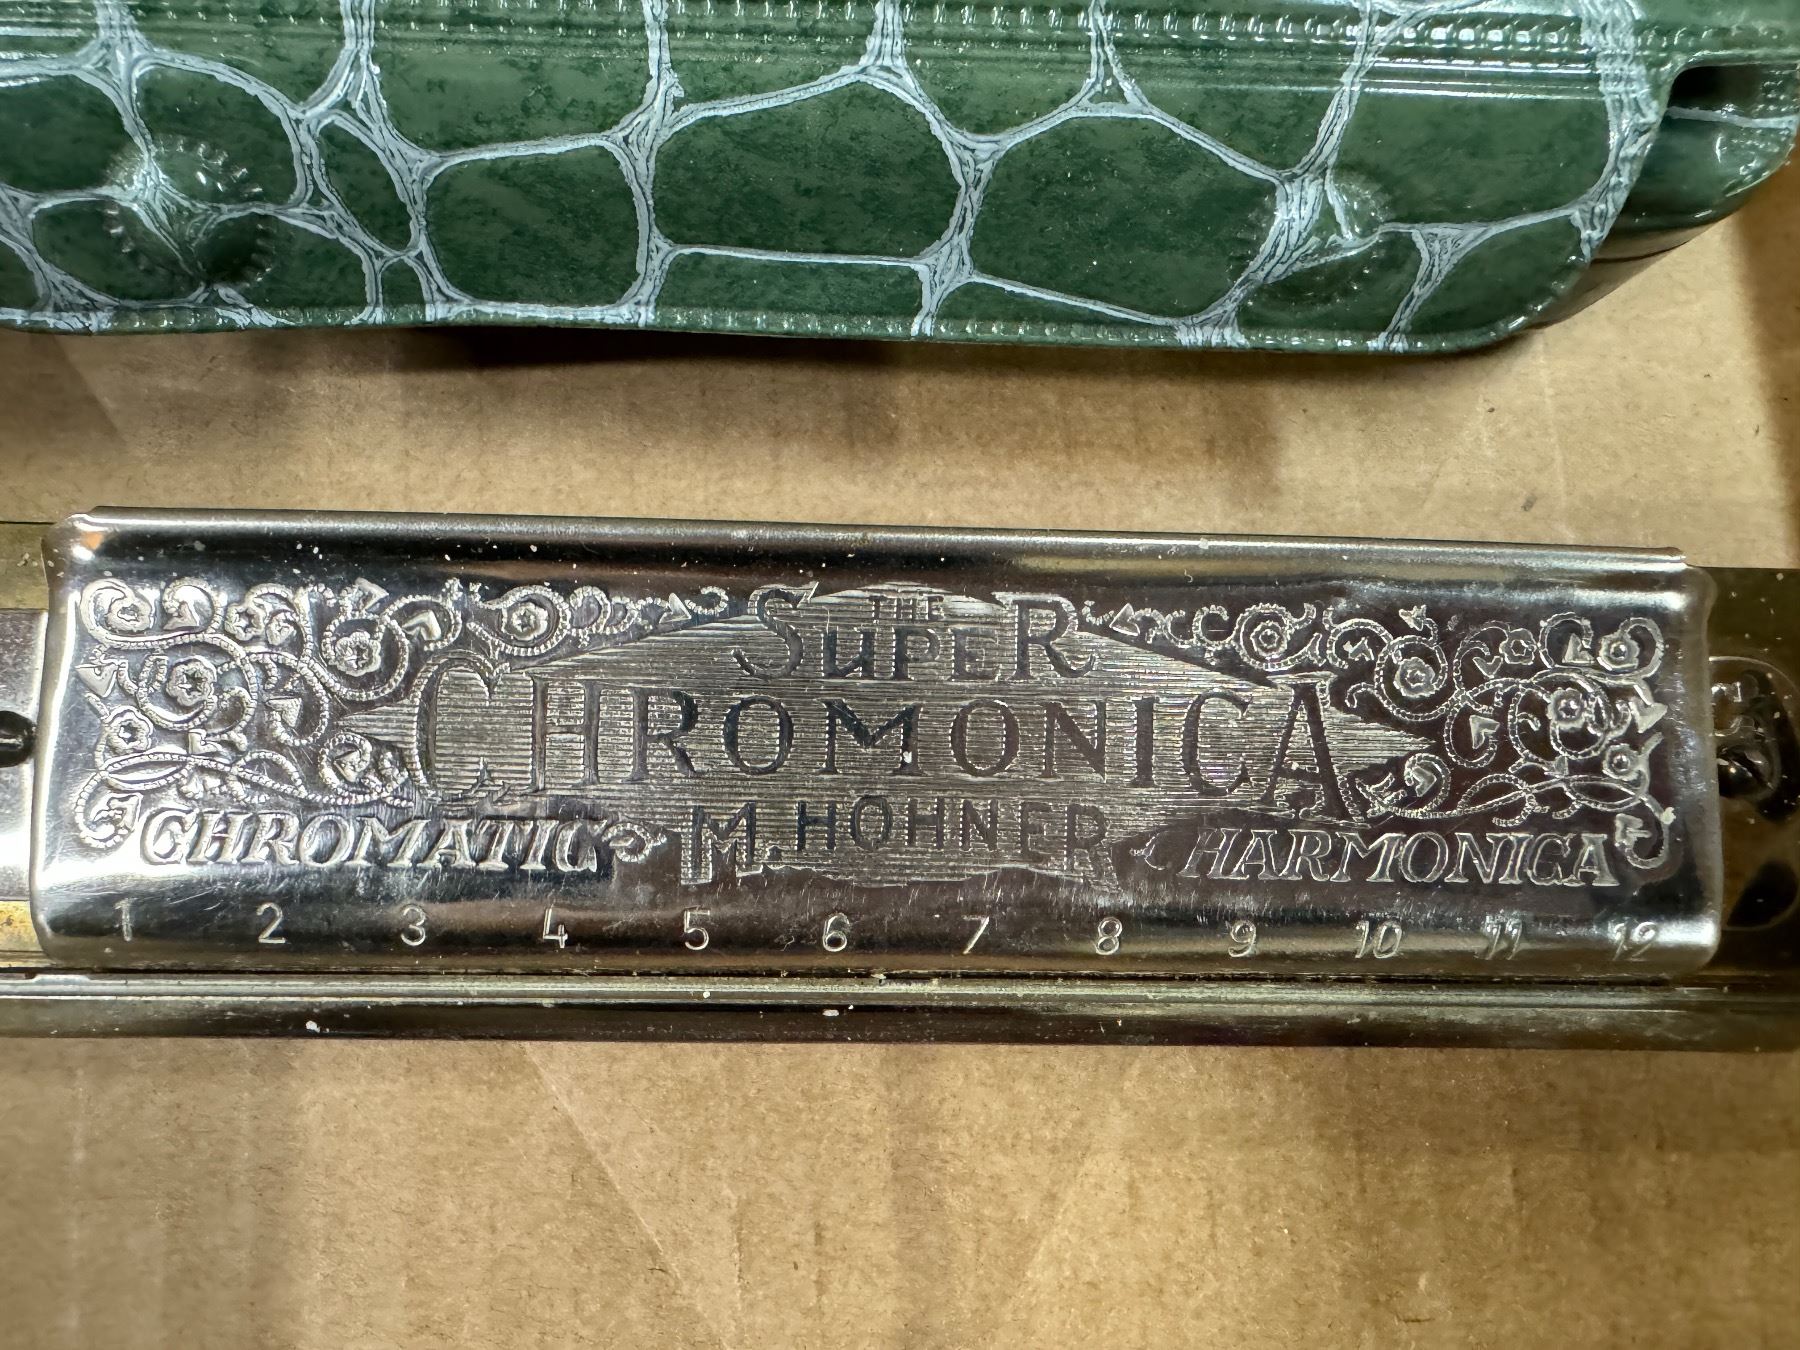 THE
SUPER
CHROMONICA
CHROMATIC M. HOHNER HARMONICA
1 2 3 4 5 6 7 8 9 10 11 12